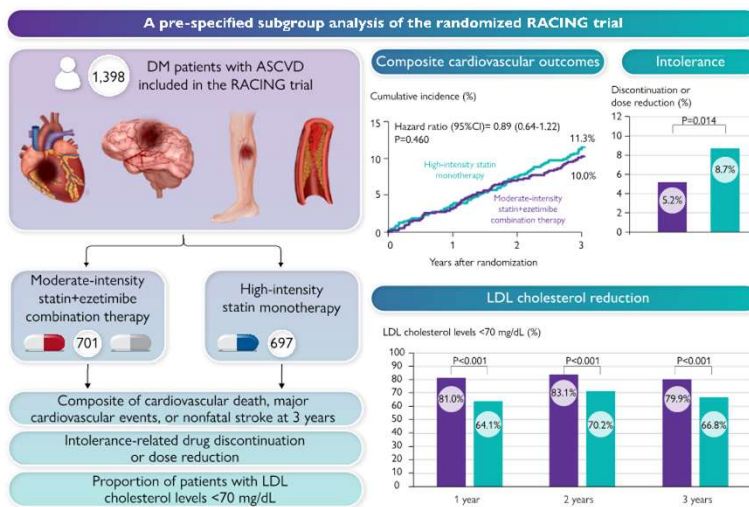 A pre-specified subgroup analysis of the randomized RACING trial
1,398
DM patients with ASCVD
included in the RACING trial
Moderate-intensity
statin+ezetimibe
combination therapy
701
High-intensity
statin monotherapy
697
Composite of cardiovascular death, major
cardiovascular events, or nonfatal stroke at 3 years
Intolerance-related drug discontinuation
or dose reduction
Proportion of patients with LDL
cholesterol levels <70 mg/dL
Composite cardiovascular outcomes
Cumulative incidence (%)
15
10
5
0
Hazard ratio (95%CI)= 0.89 (0.64-1.22)
P=0.460
11.3%
High-intensity statin
monotherapy
10.0%
Moderate-intensity
statin+ezetimibe
combination therapy
0
1
2
3
Years after randomization
Intolerance
Discontinuation or
dose reduction (%)
P=0.014
12
10
8
6
4
2
0
5.2%
8.7%
LDL cholesterol reduction
LDL cholesterol levels <70 mg/dL (%)
100
90
80
70
60
50
40
30
20
10
0
P<0.001
P<0.001
P<0.001
81.0%
64.1%
83.1%
70.2%
79.9%
66.8%
1 year
2 years
3 years